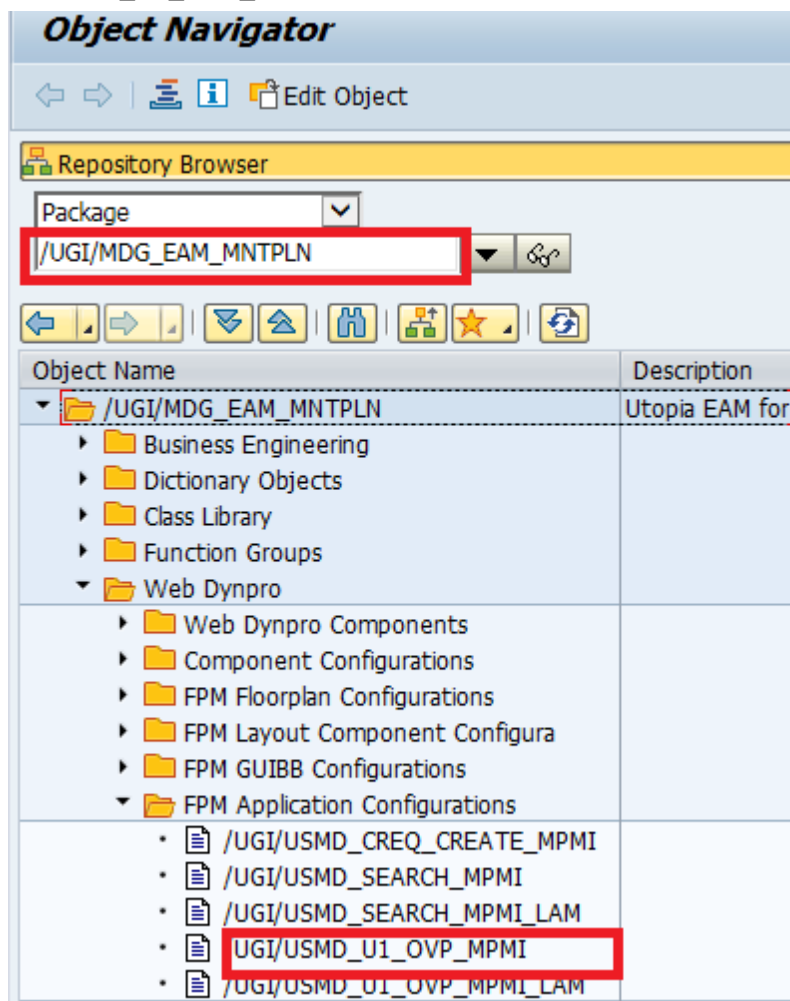 Object Navigator
Edit Object
Repository Browser
Package
/UGI/MDG_EAM_MNTPLN
Object Name Description
/UGI/MDG_EAM_MNTPLN Utopia EAM for
Business Engineering
Dictionary Objects
Class Library
Function Groups
Web Dynpro
Web Dynpro Components
Component Configurations
FPM Floorplan Configurations
FPM Layout Component Configura
FPM GUIBB Configurations
FPM Application Configurations
/UGI/USMD_CREQ_CREATE_MPMI
/UGI/USMD_SEARCH_MPMI
/UGI/USMD_SEARCH_MPMI_LAM
UGI/USMD_U1_OVP_MPMI
/UGI/USMD_U1_OVP_MPMI_LAM